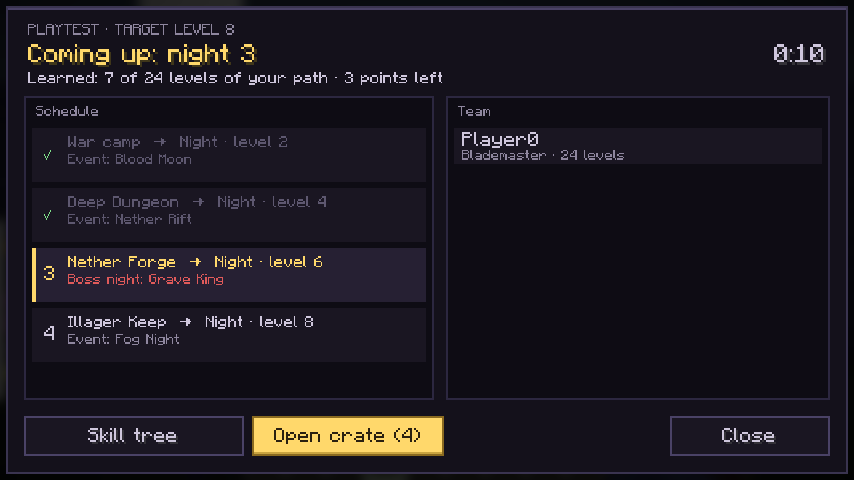 PLAYTEST · TARGET LEVEL 8
Coming up: night 3
0:10
Learned: 7 of 24 levels of your path · 3 points left
Schedule
✓ War camp → Night · level 2
Event: Blood Moon
✓ Deep Dungeon → Night · level 4
Event: Nether Rift
3 Nether Forge → Night · level 6
Boss night: Grave King
4 Illager Keep → Night · level 8
Event: Fog Night
Team
Player0
Blademaster · 24 levels
Skill tree
Open crate (4)
Close